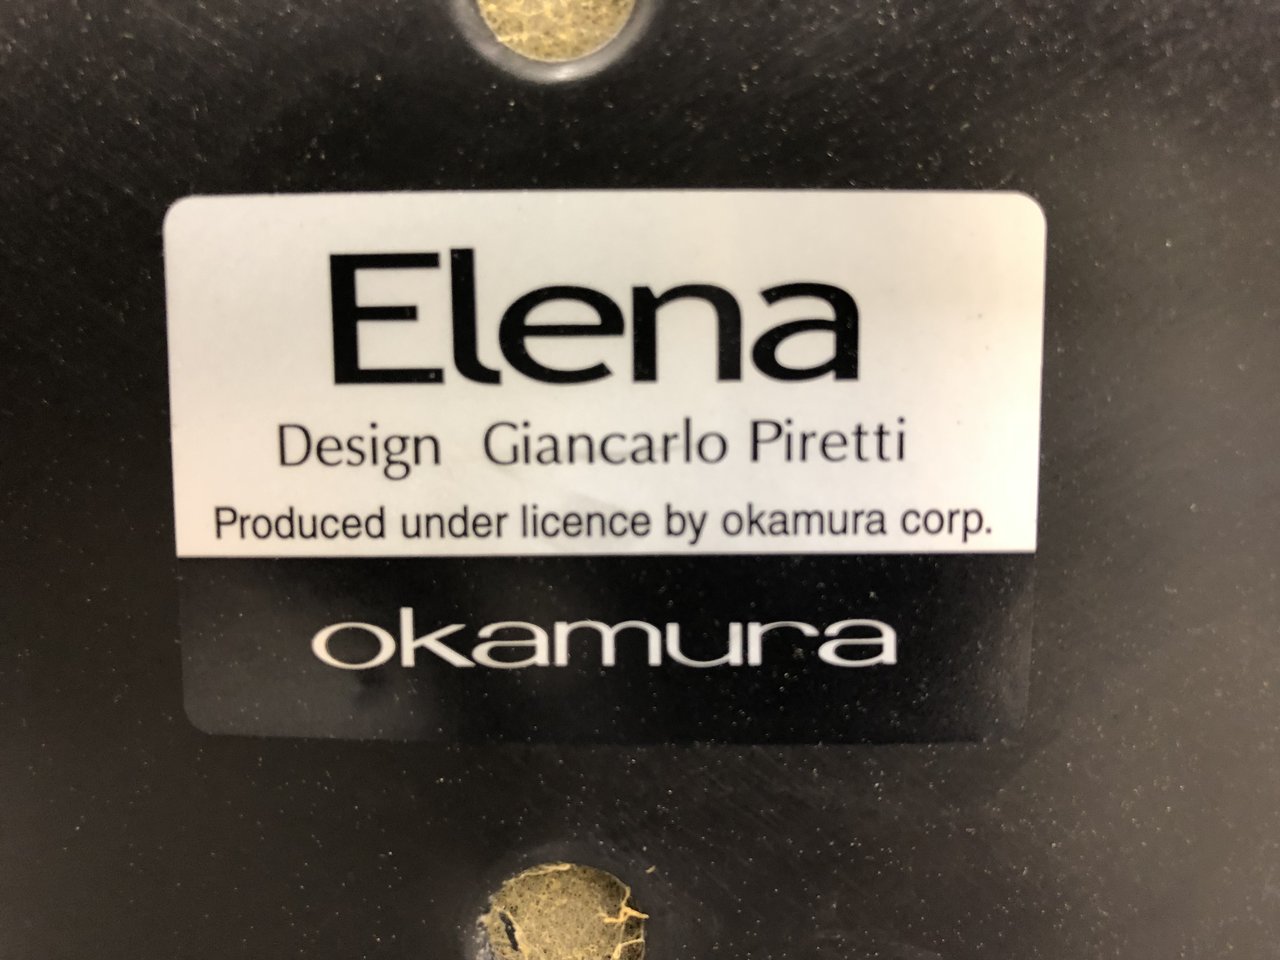 Elena
Design Giancarlo Piretti
Produced under licence by okamura corp.
okamura